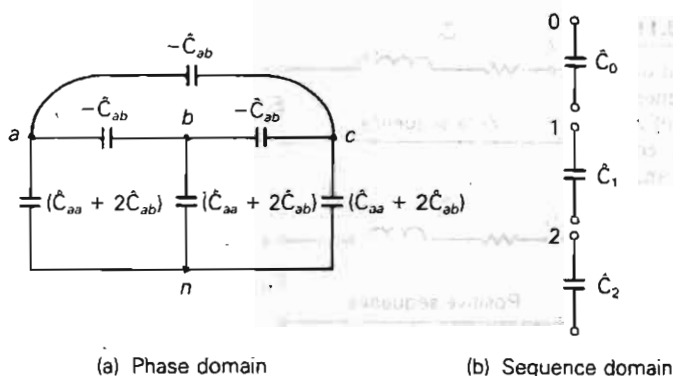 -Ĉab
-Ĉab
-Ĉab
a
b
c
(Ĉaa + 2Ĉab)
(Ĉaa + 2Ĉab)
(Ĉaa + 2Ĉab)
n
(a) Phase domain
0
Ĉ0
1
Ĉ1
2
Ĉ2
(b) Sequence domain